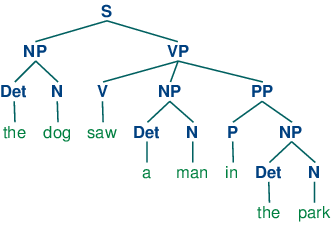 S
NP VP
Det N V NP PP
the dog saw Det N P NP
a man in Det N
the park